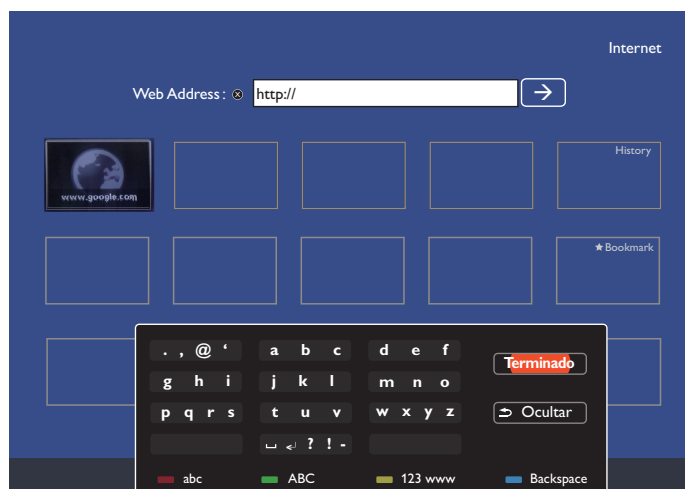 Internet
Web Address : http://
www.google.com
History
Bookmark
. , @ ‘ a b c d e f
Terminado
g h i j k l m n o
p q r s t u v w x y z
Ocultar
? ! -
abc ABC 123 www Backspace